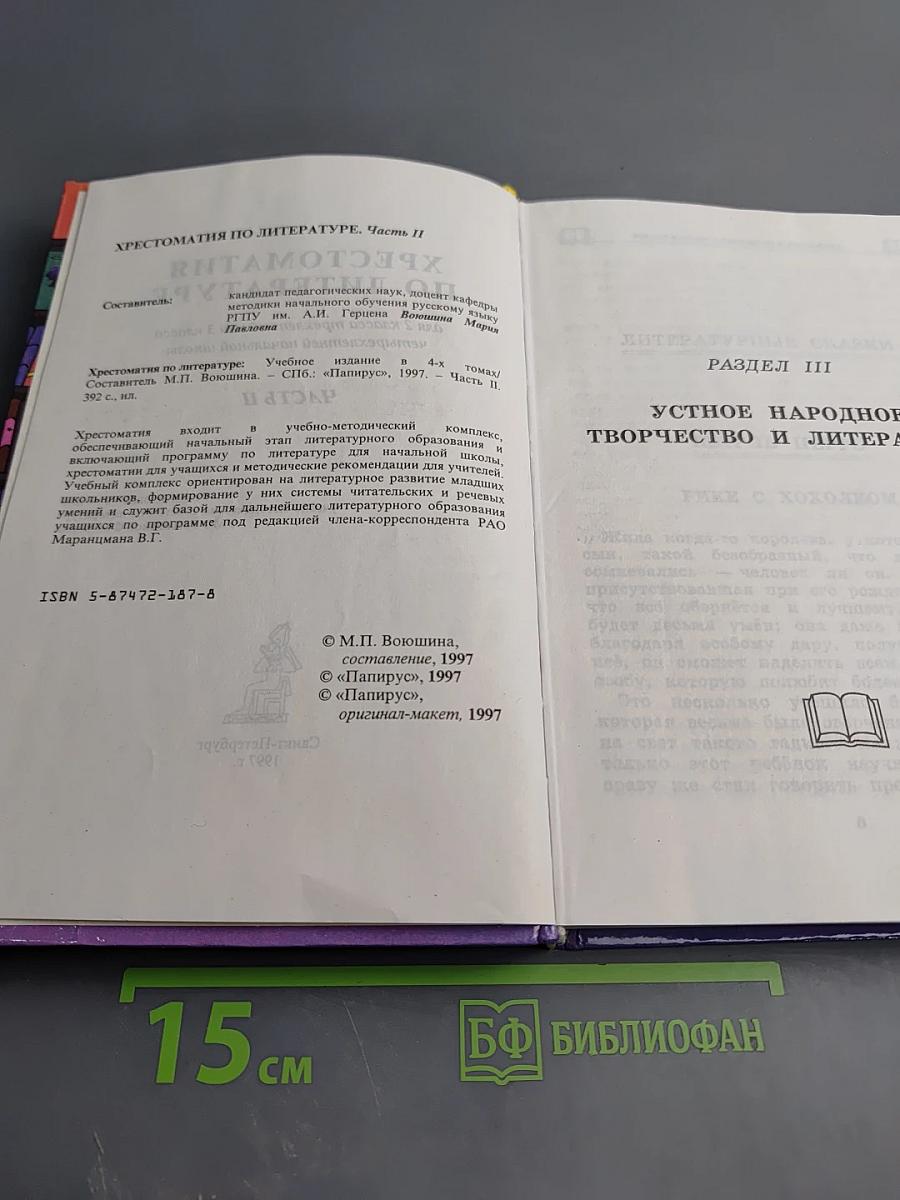 ХРЕСТОМАТИЯ ПО ЛИТЕРАТУРЕ. Часть II
Составитель: кандидат педагогических наук, доцент кафедры
методики начального обучения русскому языку
РГПУ им. А.И. Герцена Воюшина Мария
Павловна
Хрестоматия по литературе: Учебное издание в 4-х томах/
Составитель М.П. Воюшина. – СПб.: «Папирус», 1997. – Часть II.
392 с., ил.
Хрестоматия входит в учебно-методический комплекс,
обеспечивающий начальный этап литературного образования и
включающий программу по литературе для начальной школы,
хрестоматии для учащихся и методические рекомендации для учителей.
Учебный комплекс ориентирован на литературное развитие младших
школьников, формирование у них системы читательских и речевых
умений и служит базой для дальнейшего литературного образования
учащихся по программе под редакцией члена-корреспондента РАО
Маранцмана В.Г.
ISBN 5-87472-187-8
© М.П. Воюшина,
составление, 1997
© «Папирус», 1997
© «Папирус»,
оригинал-макет, 1997
РАЗДЕЛ III
УСТНОЕ НАРОДНОЕ
ТВОРЧЕСТВО И ЛИТЕРА
15 см
БФ БИБЛИОФАН